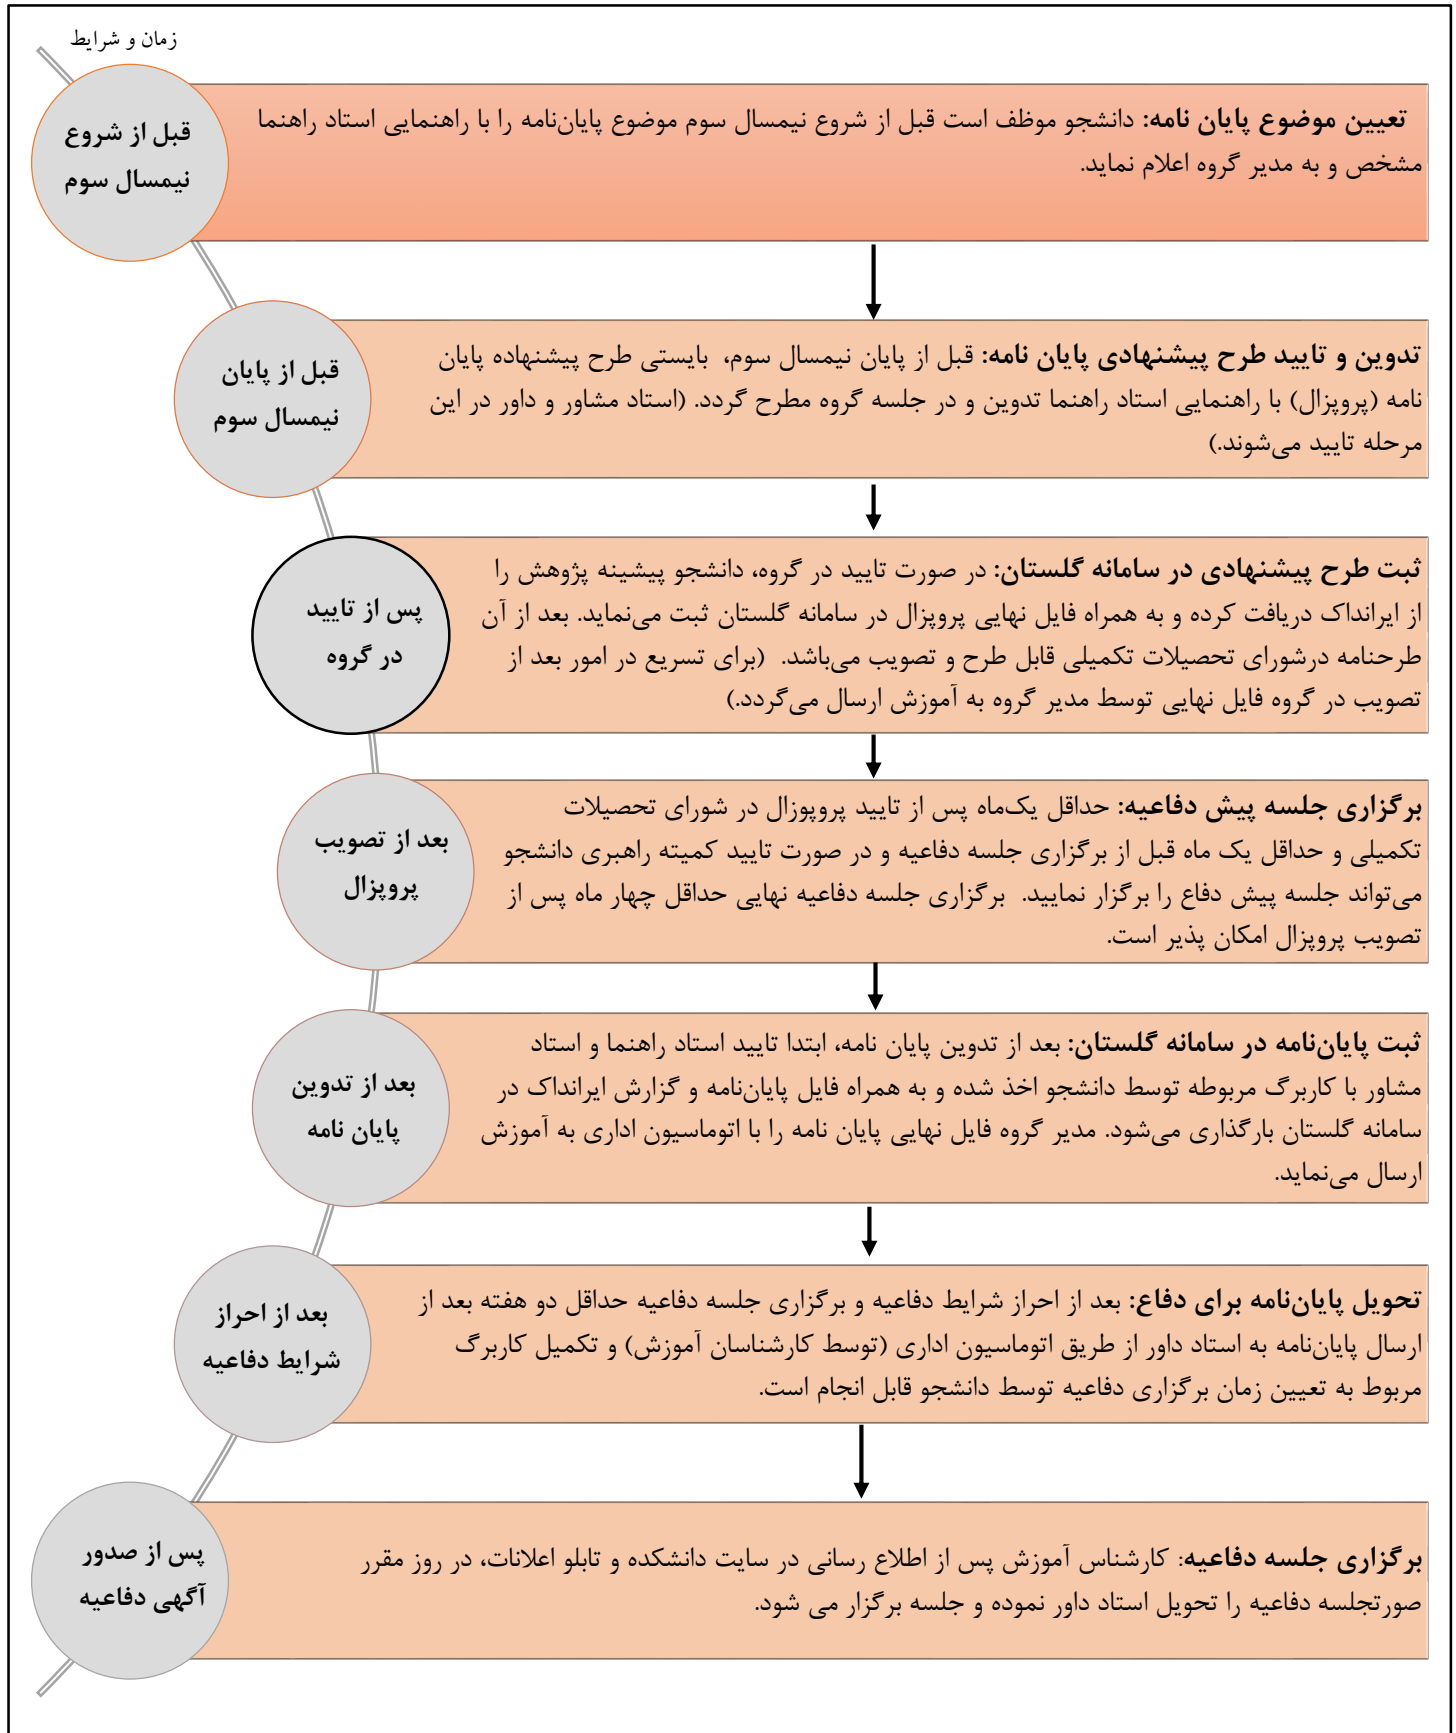 زمان و شرایط
قبل از شروع
نیمسال سوم
تعیین موضوع پایان نامه: دانشجو موظف است قبل از شروع نیمسال سوم موضوع پایان‌نامه را با راهنمایی استاد راهنما
مشخص و به مدیر گروه اعلام نماید.
قبل از پایان
نیمسال سوم
تدوین و تایید طرح پیشنهادی پایان نامه: قبل از پایان نیمسال سوم، بایستی طرح پیشنهاده پایان
نامه (پروپزال) با راهنمایی استاد راهنما تدوین و در جلسه گروه مطرح گردد. (استاد مشاور و داور در این
مرحله تایید می‌شوند.)
پس از تایید
در گروه
ثبت طرح پیشنهادی در سامانه گلستان: در صورت تایید در گروه، دانشجو پیشینه پژوهش را
از ایرانداک دریافت کرده و به همراه فایل نهایی پروپزال در سامانه گلستان ثبت می‌نماید. بعد از آن
طرحنامه درشورای تحصیلات تکمیلی قابل طرح و تصویب می‌باشد. (برای تسریع در امور بعد از
تصویب در گروه فایل نهایی توسط مدیر گروه به آموزش ارسال می‌گردد.)
بعد از تصویب
پروپزال
برگزاری جلسه پیش دفاعیه: حداقل یک‌ماه پس از تایید پروپوزال در شورای تحصیلات
تکمیلی و حداقل یک ماه قبل از برگزاری جلسه دفاعیه و در صورت تایید کمیته راهبری دانشجو
می‌تواند جلسه پیش دفاع را برگزار نمایید. برگزاری جلسه دفاعیه نهایی حداقل چهار ماه پس از
تصویب پروپزال امکان پذیر است.
بعد از تدوین
پایان نامه
ثبت پایان‌نامه در سامانه گلستان: بعد از تدوین پایان نامه، ابتدا تایید استاد راهنما و استاد
مشاور با کاربرگ مربوطه توسط دانشجو اخذ شده و به همراه فایل پایان‌نامه و گزارش ایرانداک در
سامانه گلستان بارگذاری می‌شود. مدیر گروه فایل نهایی پایان نامه را با اتوماسیون اداری به آموزش
ارسال می‌نماید.
بعد از احراز
شرایط دفاعیه
تحویل پایان‌نامه برای دفاع: بعد از احراز شرایط دفاعیه و برگزاری جلسه دفاعیه حداقل دو هفته بعد از
ارسال پایان‌نامه به استاد داور از طریق اتوماسیون اداری (توسط کارشناسان آموزش) و تکمیل کاربرگ
مربوط به تعیین زمان برگزاری دفاعیه توسط دانشجو قابل انجام است.
پس از صدور
آگهی دفاعیه
برگزاری جلسه دفاعیه: کارشناس آموزش پس از اطلاع رسانی در سایت دانشکده و تابلو اعلانات، در روز مقرر
صورتجلسه دفاعیه را تحویل استاد داور نموده و جلسه برگزار می شود.